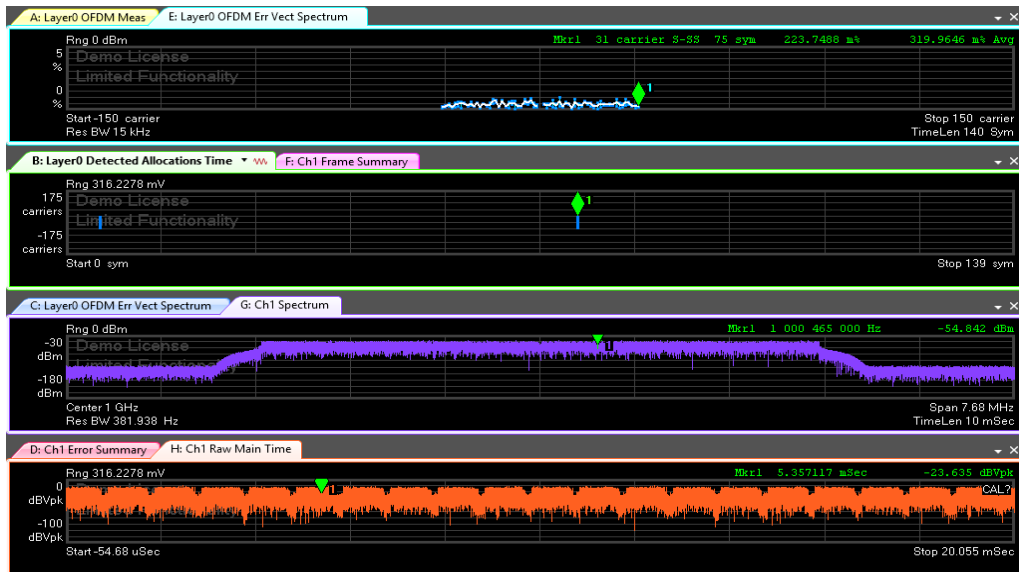 A: Layer0 OFDM Meas E: Layer0 OFDM Err Vect Spectrum
Rng 0 dBm Mkr1 31 carrier S-SS 75 sym 223.7488 m% 319.9646 m% Avg
5
%
Demo License
Limited Functionality
0
%
1
Start-150 carrier Stop 150 carrier
Res BW 15 kHz TimeLen 140 Sym
B: Layer0 Detected Allocations Time F: Ch1 Frame Summary
Rng 316.2278 mV
175
carriers
Demo License
Limited Functionality
-175
carriers
1
Start 0 sym Stop 139 sym
C: Layer0 OFDM Err Vect Spectrum G: Ch1 Spectrum
Rng 0 dBm Mkr1 1 000 465 000 Hz -54.842 dBm
-30
dBm
Demo License
Limited Functionality
-180
dBm
1
Center 1 GHz Span 7.68 MHz
Res BW 381.938 Hz TimeLen 10 mSec
D: Ch1 Error Summary H: Ch1 Raw Main Time
Rng 316.2278 mV Mkr1 5.357117 mSec -23.635 dBVpk
0
dBVpk
CAL?
1
-100
dBVpk
Start-54.68 uSec Stop 20.055 mSec